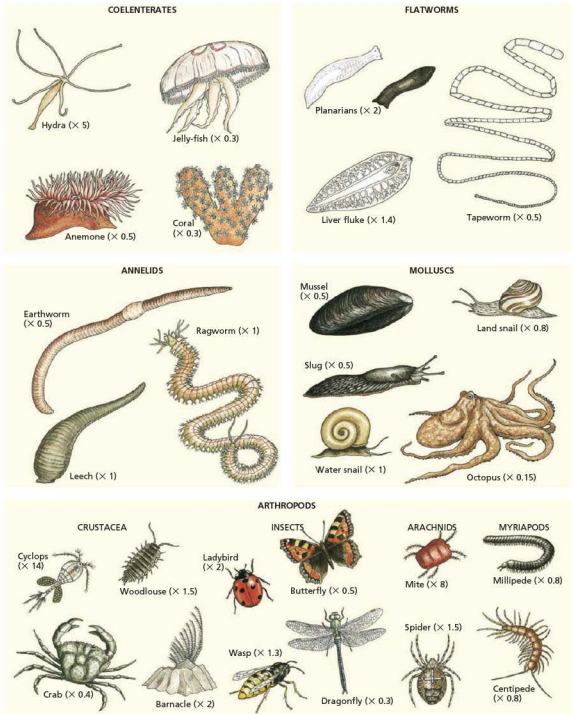 COELENTERATES
Hydra (× 5)
Jelly-fish (× 0.3)
Anemone (× 0.5)
Coral
(× 0.3)
FLATWORMS
Planarians (× 2)
Liver fluke (× 1.4)
Tapeworm (× 0.5)
ANNELIDS
Earthworm
(× 0.5)
Ragworm (× 1)
Leech (× 1)
MOLLUSCS
Mussel
(× 0.5)
Land snail (× 0.8)
Slug (× 0.5)
Water snail (× 1)
Octopus (× 0.15)
ARTHROPODS
CRUSTACEA
Cyclops
(× 14)
Woodlouse (× 1.5)
Crab (× 0.4)
Barnacle (× 2)
INSECTS
Ladybird
(× 2)
Butterfly (× 0.5)
Wasp (× 1.3)
Dragonfly (× 0.3)
ARACHNIDS
Mite (× 8)
Spider (× 1.5)
MYRIAPODS
Millipede (× 0.8)
Centipede
(× 0.8)